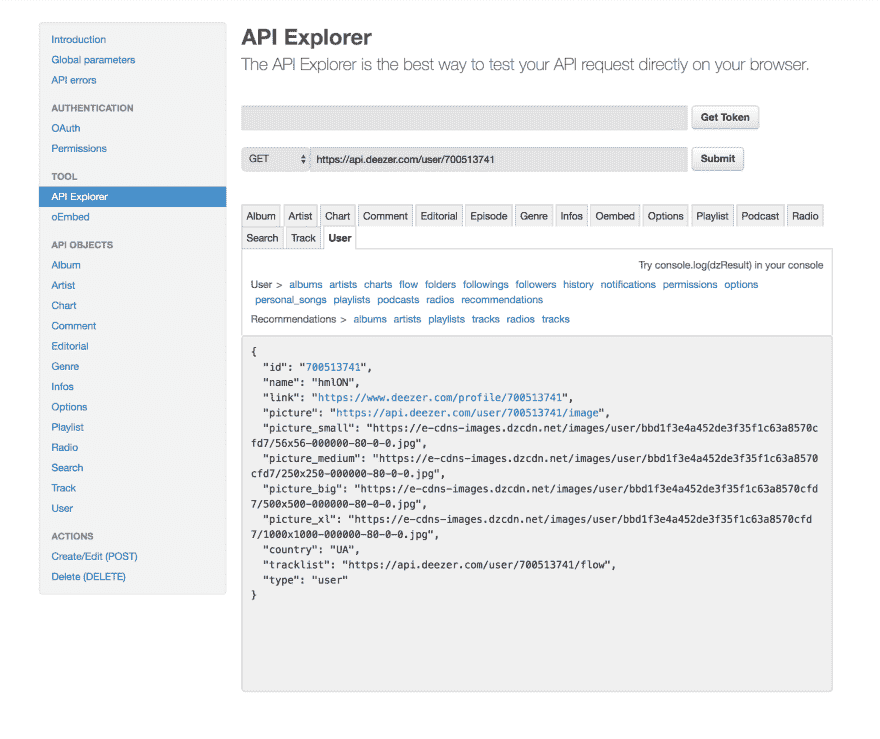 Introduction
Global parameters
API errors
AUTHENTICATION
OAuth
Permissions
TOOL
API Explorer
oEmbed
API OBJECTS
Album
Artist
Chart
Comment
Editorial
Genre
Infos
Options
Playlist
Radio
Search
Track
User
ACTIONS
Create/Edit (POST)
Delete (DELETE)
API Explorer
The API Explorer is the best way to test your API request directly on your browser.
Get Token
GET https://api.deezer.com/user/700513741 Submit
Album Artist Chart Comment Editorial Episode Genre Infos Oembed Options Playlist Podcast Radio
Search Track User
Try console.log(dzResult) in your console
User > albums artists charts flow folders followings followers history notifications permissions options
personal_songs playlists podcasts radios recommendations
Recommendations > albums artists playlists tracks radios tracks
{
"id": "700513741",
"name": "hmlON",
"link": "https://www.deezer.com/profile/700513741",
"picture": "https://api.deezer.com/user/700513741/image",
"picture_small": "https://e-cdns-images.dzcdn.net/images/user/bbd1f3e4a452de3f35f1c63a8570c
fd7/56x56-000000-80-0-0.jpg",
"picture_medium": "https://e-cdns-images.dzcdn.net/images/user/bbd1f3e4a452de3f35f1c63a8570
cfd7/250x250-000000-80-0-0.jpg",
"picture_big": "https://e-cdns-images.dzcdn.net/images/user/bbd1f3e4a452de3f35f1c63a8570cfd
7/500x500-000000-80-0-0.jpg",
"picture_xl": "https://e-cdns-images.dzcdn.net/images/user/bbd1f3e4a452de3f35f1c63a8570cfd
7/1000x1000-000000-80-0-0.jpg",
"country": "UA",
"tracklist": "https://api.deezer.com/user/700513741/flow",
"type": "user"
}